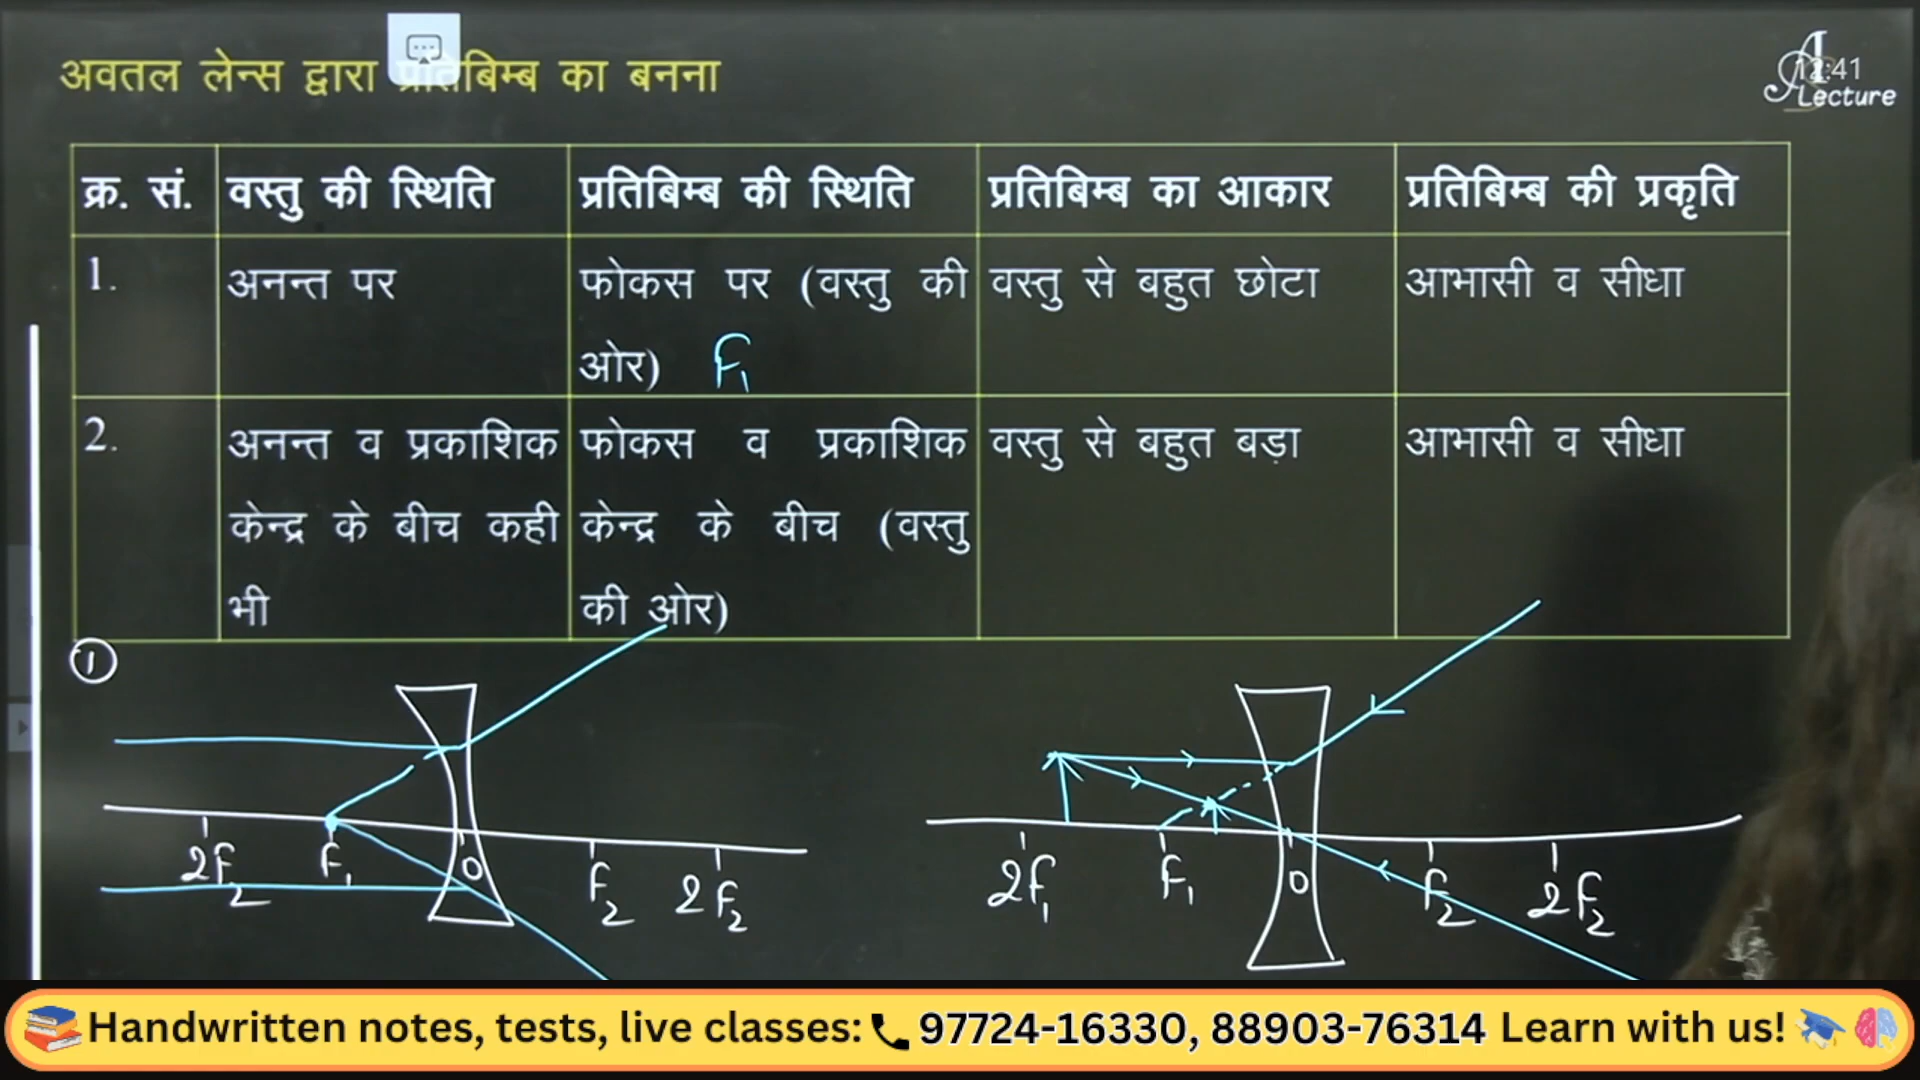 अवतल लेन्स द्वारा प्रतिबिम्ब का बनना
12:41
Lecture
क्र. सं. वस्तु की स्थिति प्रतिबिम्ब की स्थिति प्रतिबिम्ब का आकार प्रतिबिम्ब की प्रकृति
1. अनन्त पर फोकस पर (वस्तु की वस्तु से बहुत छोटा आभासी व सीधा
ओर) F₁
2. अनन्त व प्रकाशिक फोकस व प्रकाशिक वस्तु से बहुत बड़ा आभासी व सीधा
केन्द्र के बीच कही केन्द्र के बीच (वस्तु
भी की ओर)
①
2F₂ F₁ O F₂ 2F₂
2F₁ F₁ O F₂ 2F₂
Handwritten notes, tests, live classes: 97724-16330, 88903-76314 Learn with us!